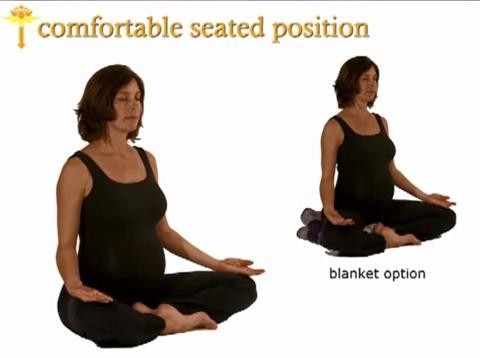 comfortable seated position
blanket option